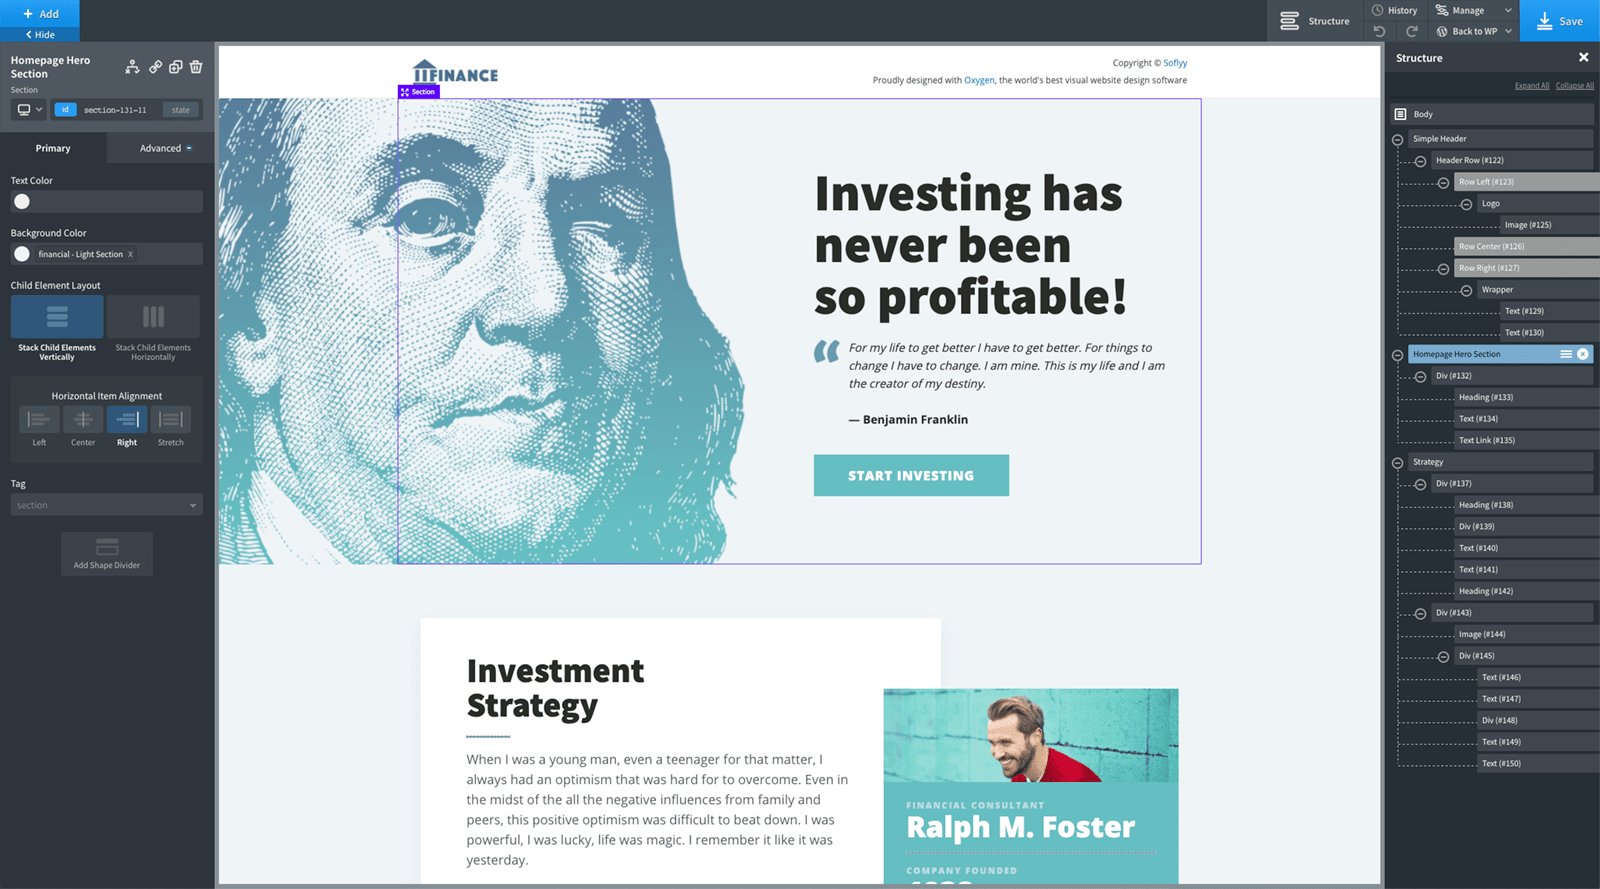 + Add
Hide
Structure
History
Manage
Back to WP
Save
Homepage Hero
Section
Section
id
section-131-11
state
Primary
Advanced
Text Color
Background Color
financial - Light Section x
Child Element Layout
Stack Child Elements
Vertically
Stack Child Elements
Horizontally
Horizontal Item Alignment
Left
Center
Right
Stretch
Tag
section
Add Shape Divider
FINANCE
Copyright © Soflyy
Proudly designed with Oxygen, the world's best visual website design software
Section
Investing has
never been
so profitable!
“
For my life to get better I have to get better. For things to
change I have to change. I am mine. This is my life and I am
the creator of my destiny.
— Benjamin Franklin
START INVESTING
Investment
Strategy
When I was a young man, even a teenager for that matter, I
always had an optimism that was hard for to overcome. Even in
the midst of the all the negative influences from family and
peers, this positive optimism was difficult to beat down. I was
powerful, I was lucky, life was magic. I remember it like it was
yesterday.
FINANCIAL CONSULTANT
Ralph M. Foster
COMPANY FOUNDED
Structure
Expand All
Collapse All
Body
Simple Header
Header Row (#122)
Row Left (#123)
Logo
Image (#125)
Row Center (#126)
Row Right (#127)
Wrapper
Text (#129)
Text (#130)
Homepage Hero Section
Div (#132)
Heading (#133)
Text (#134)
Text Link (#135)
Strategy
Div (#137)
Heading (#138)
Div (#139)
Text (#140)
Text (#141)
Heading (#142)
Div (#143)
Image (#144)
Div (#145)
Text (#146)
Text (#147)
Div (#148)
Text (#149)
Text (#150)